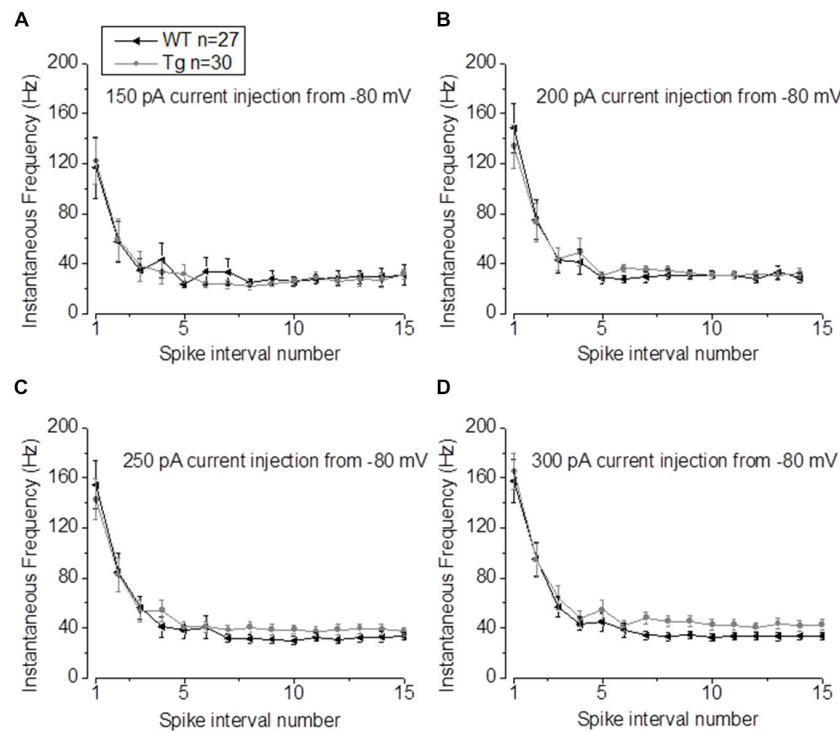 A
WT n=27
Tg n=30
150 pA current injection from -80 mV
Instantaneous Frequency (Hz)
200
160
120
80
40
0
1 5 10 15
Spike interval number
B
200 pA current injection from -80 mV
Instantaneous Frequency (Hz)
200
160
120
80
40
0
1 5 10 15
Spike interval number
C
250 pA current injection from -80 mV
Instantaneous Frequency (Hz)
200
160
120
80
40
0
1 5 10 15
Spike interval number
D
300 pA current injection from -80 mV
Instantaneous Frequency (Hz)
200
160
120
80
40
0
1 5 10 15
Spike interval number